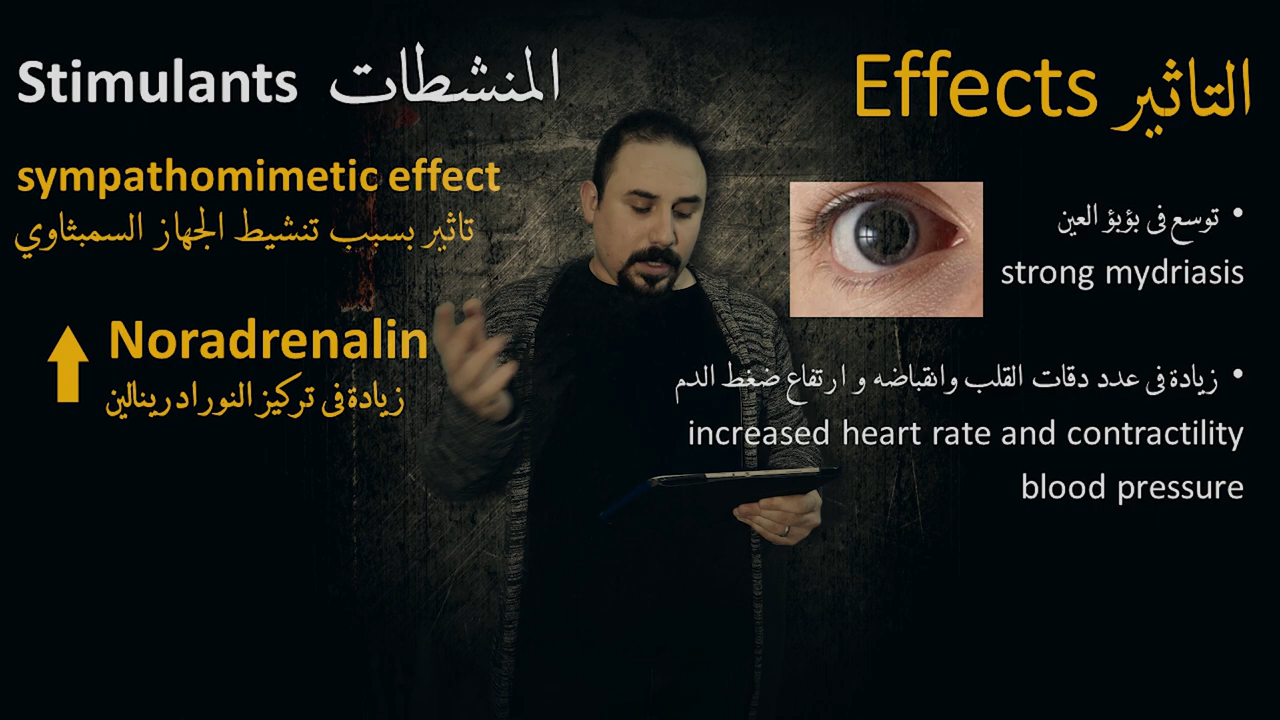 Stimulants المنشطات
sympathomimetic effect
تاثير بسبب تنشيط الجهاز السمبثاوي
Noradrenalin
زيادة فى تركيز النورادرينالين
Effects التاثير
• توسع فى بؤبؤ العين
strong mydriasis
• زيادة فى عدد دقات القلب وانقباضه و ارتفاع ضغط الدم
increased heart rate and contractility
blood pressure